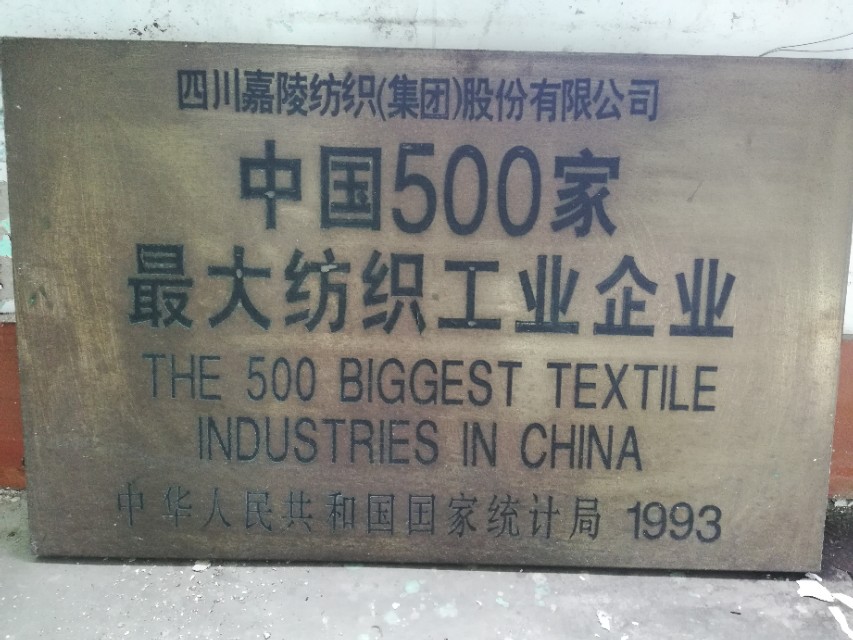 四川嘉陵纺织(集团)股份有限公司
中国500家
最大纺织工业企业
THE 500 BIGGEST TEXTILE
INDUSTRIES IN CHINA
中华人民共和国国家统计局 1993